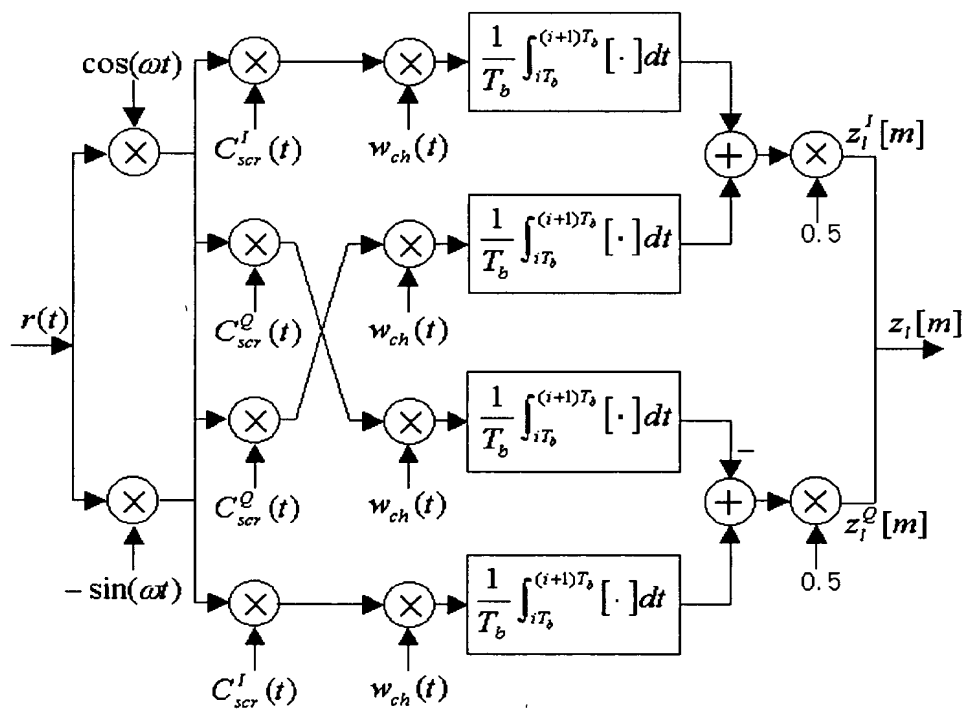 cos(ωt)
C_scr^I(t)
w_ch(t)
1/T_b ∫_{iT_b}^{(i+1)T_b} [·]dt
z_l^I[m]
0.5
C_scr^Q(t)
w_ch(t)
1/T_b ∫_{iT_b}^{(i+1)T_b} [·]dt
r(t)
z_l[m]
C_scr^Q(t)
w_ch(t)
1/T_b ∫_{iT_b}^{(i+1)T_b} [·]dt
−
z_l^Q[m]
0.5
− sin(ωt)
C_scr^I(t)
w_ch(t)
1/T_b ∫_{iT_b}^{(i+1)T_b} [·]dt